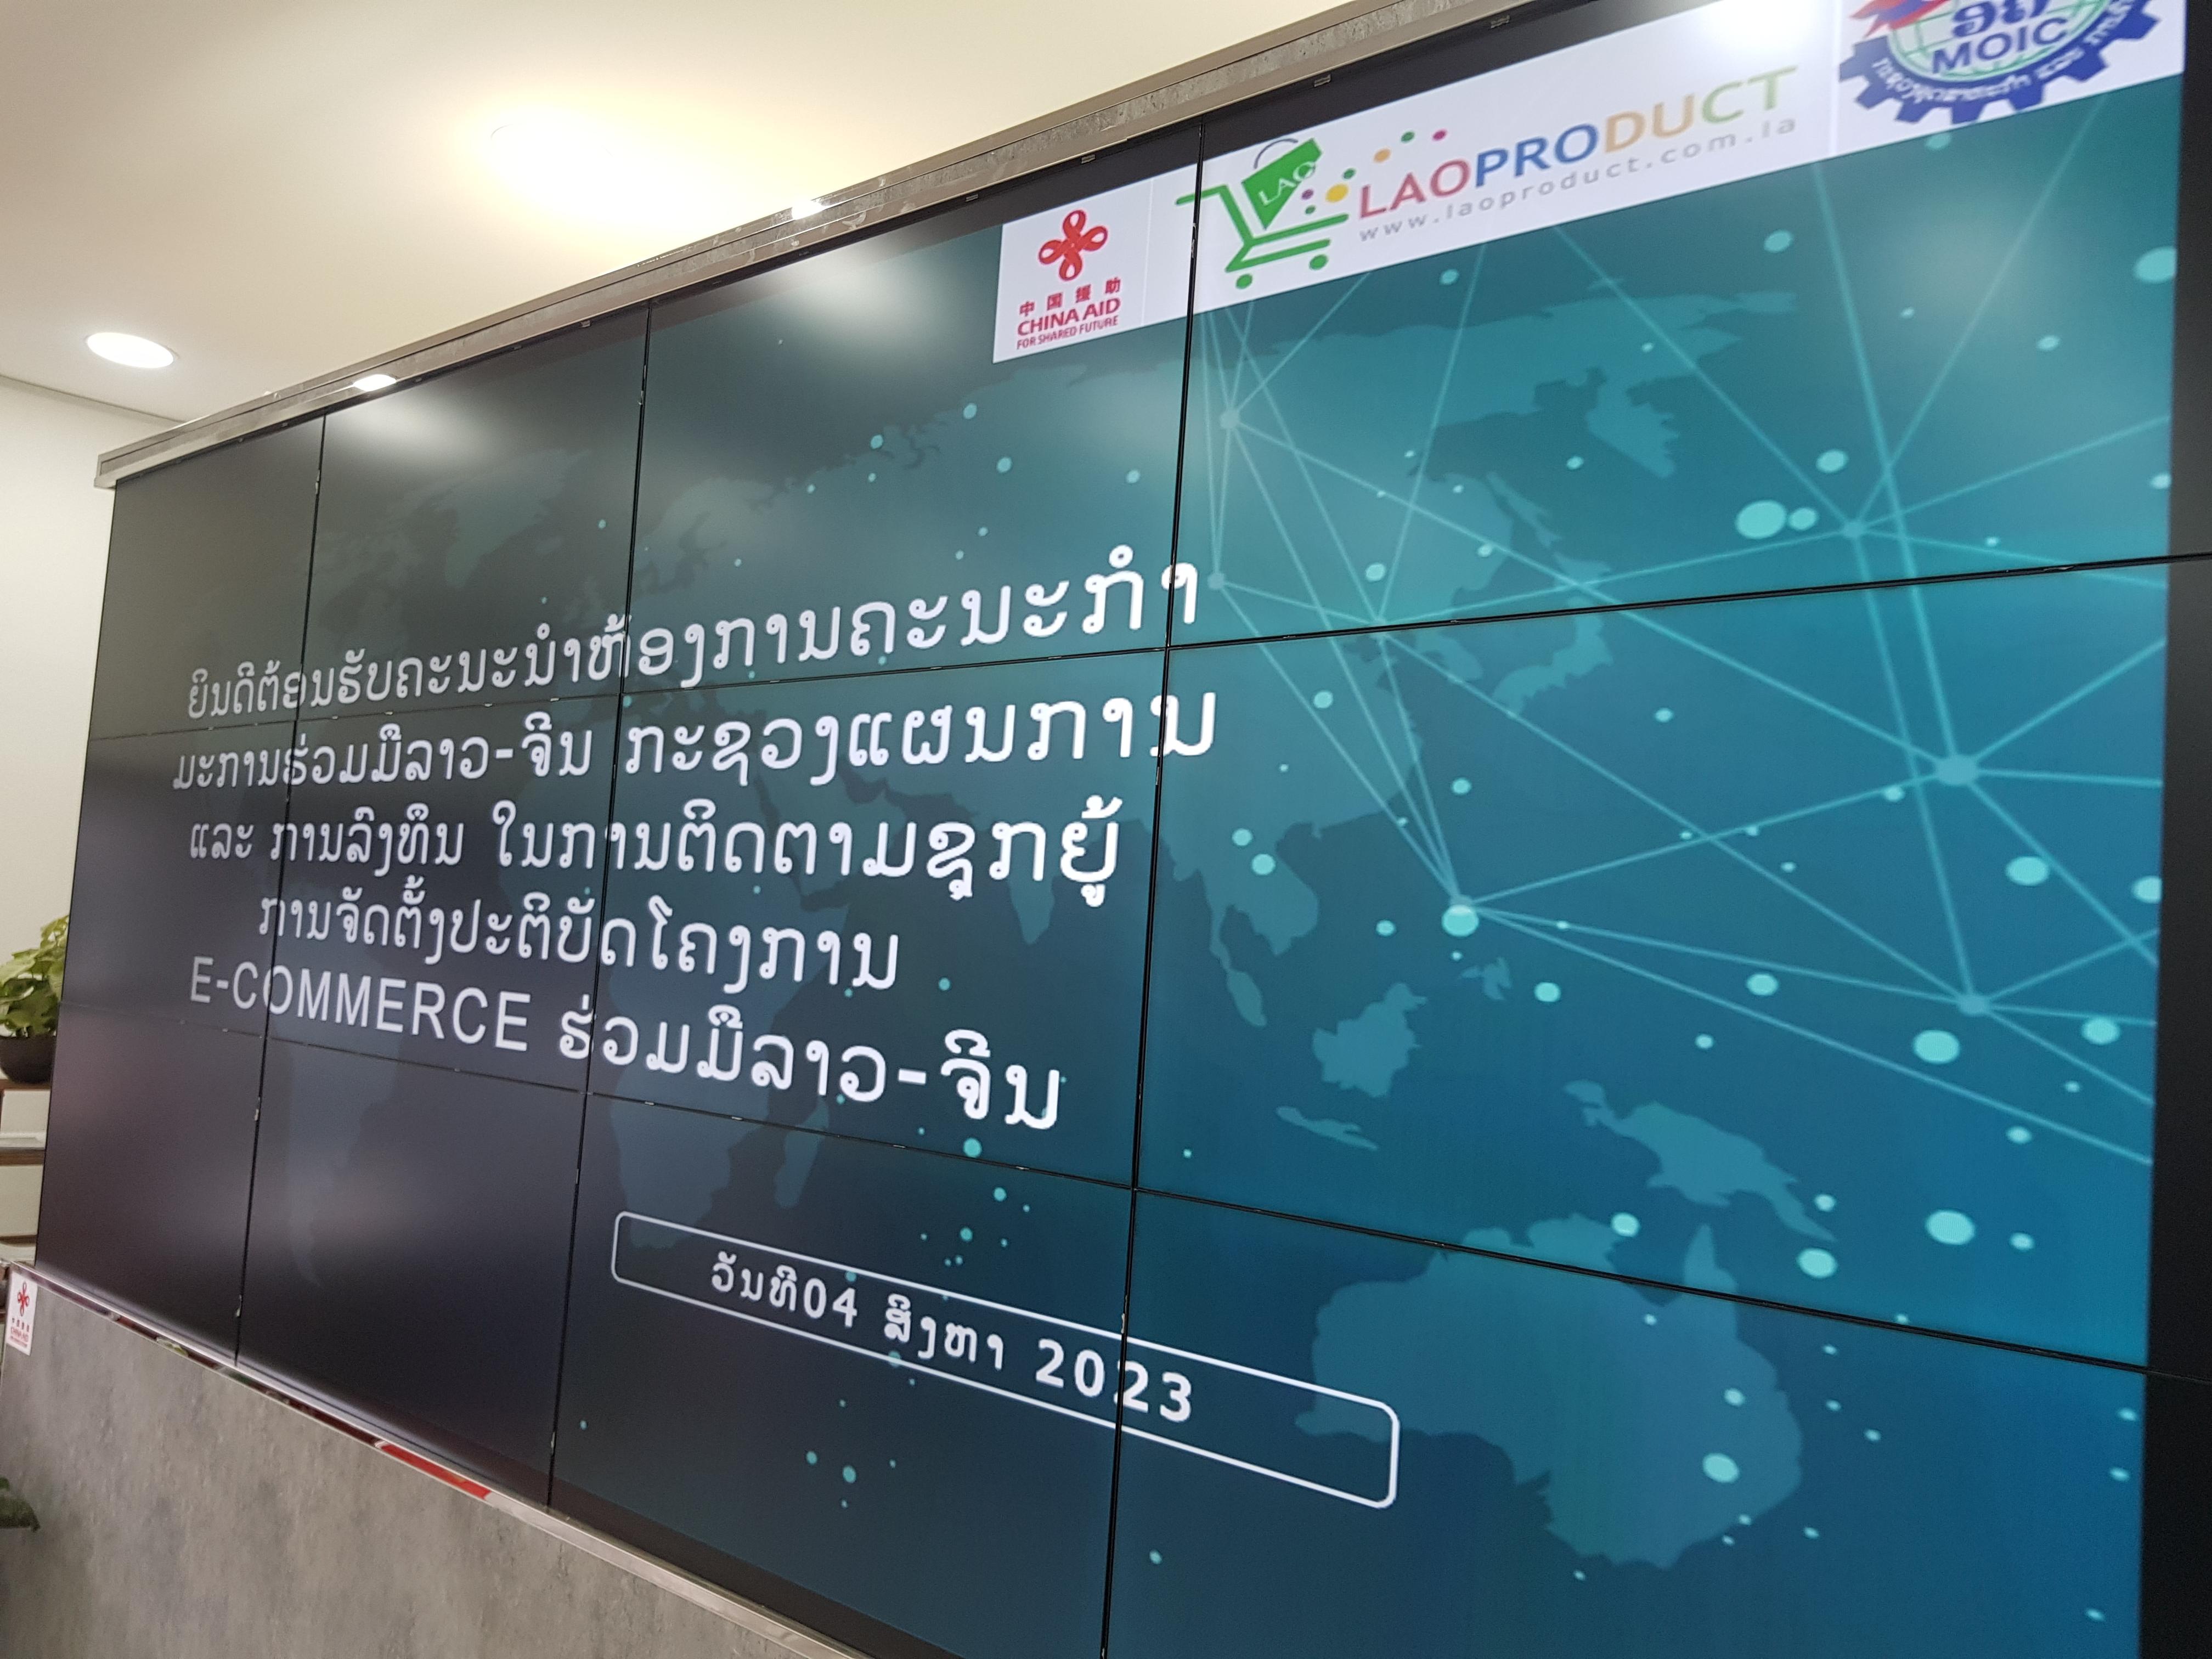 ອຄ
MOIC
LAO
LAOPRODUCT
www.laoproduct.com.la
中国援助
CHINA AID
FOR SHARED FUTURE
ຍິນດີຕ້ອນຮັບຄະນະນໍາຫ້ອງການຄະນະກໍາ
ມະການຮ່ວມມືລາວ-ຈີນ ກະຊວງແຜນການ
ແລະ ການລົງທຶນ ໃນການຕິດຕາມຊຸກຍູ້
ການຈັດຕັ້ງປະຕິບັດໂຄງການ
E-COMMERCE ຮ່ວມມືລາວ-ຈີນ
ວັນທີ04 ສິງຫາ 2023
CHINA AID